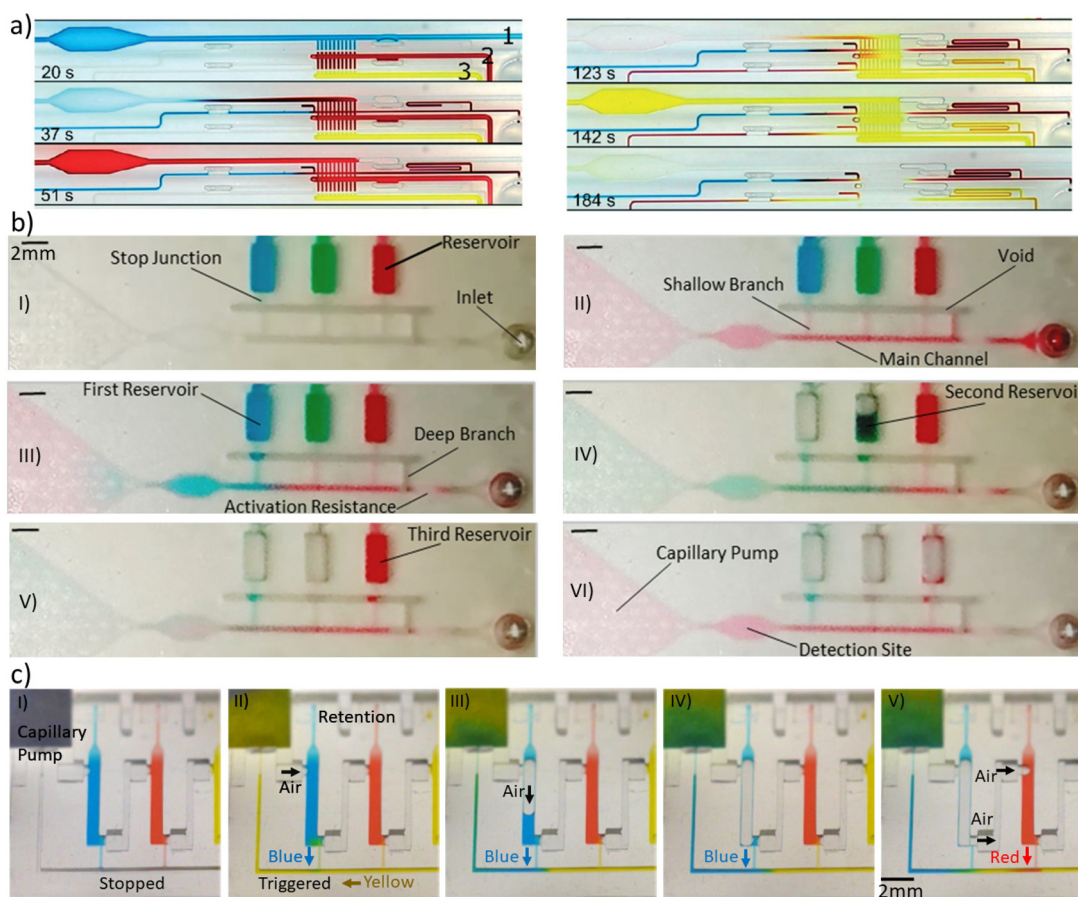 a)
1
2
3
20 s
37 s
51 s
123 s
142 s
184 s
b)
2mm
Stop Junction
Reservoir
Inlet
I)
Void
Shallow Branch
Main Channel
II)
First Reservoir
Deep Branch
Activation Resistance
III)
Second Reservoir
IV)
Third Reservoir
V)
Capillary Pump
Detection Site
VI)
c)
I)
Capillary
Pump
Stopped
II)
Retention
Air
Blue
Triggered
Yellow
III)
Air
Blue
IV)
Blue
V)
Air
Air
Red
2mm